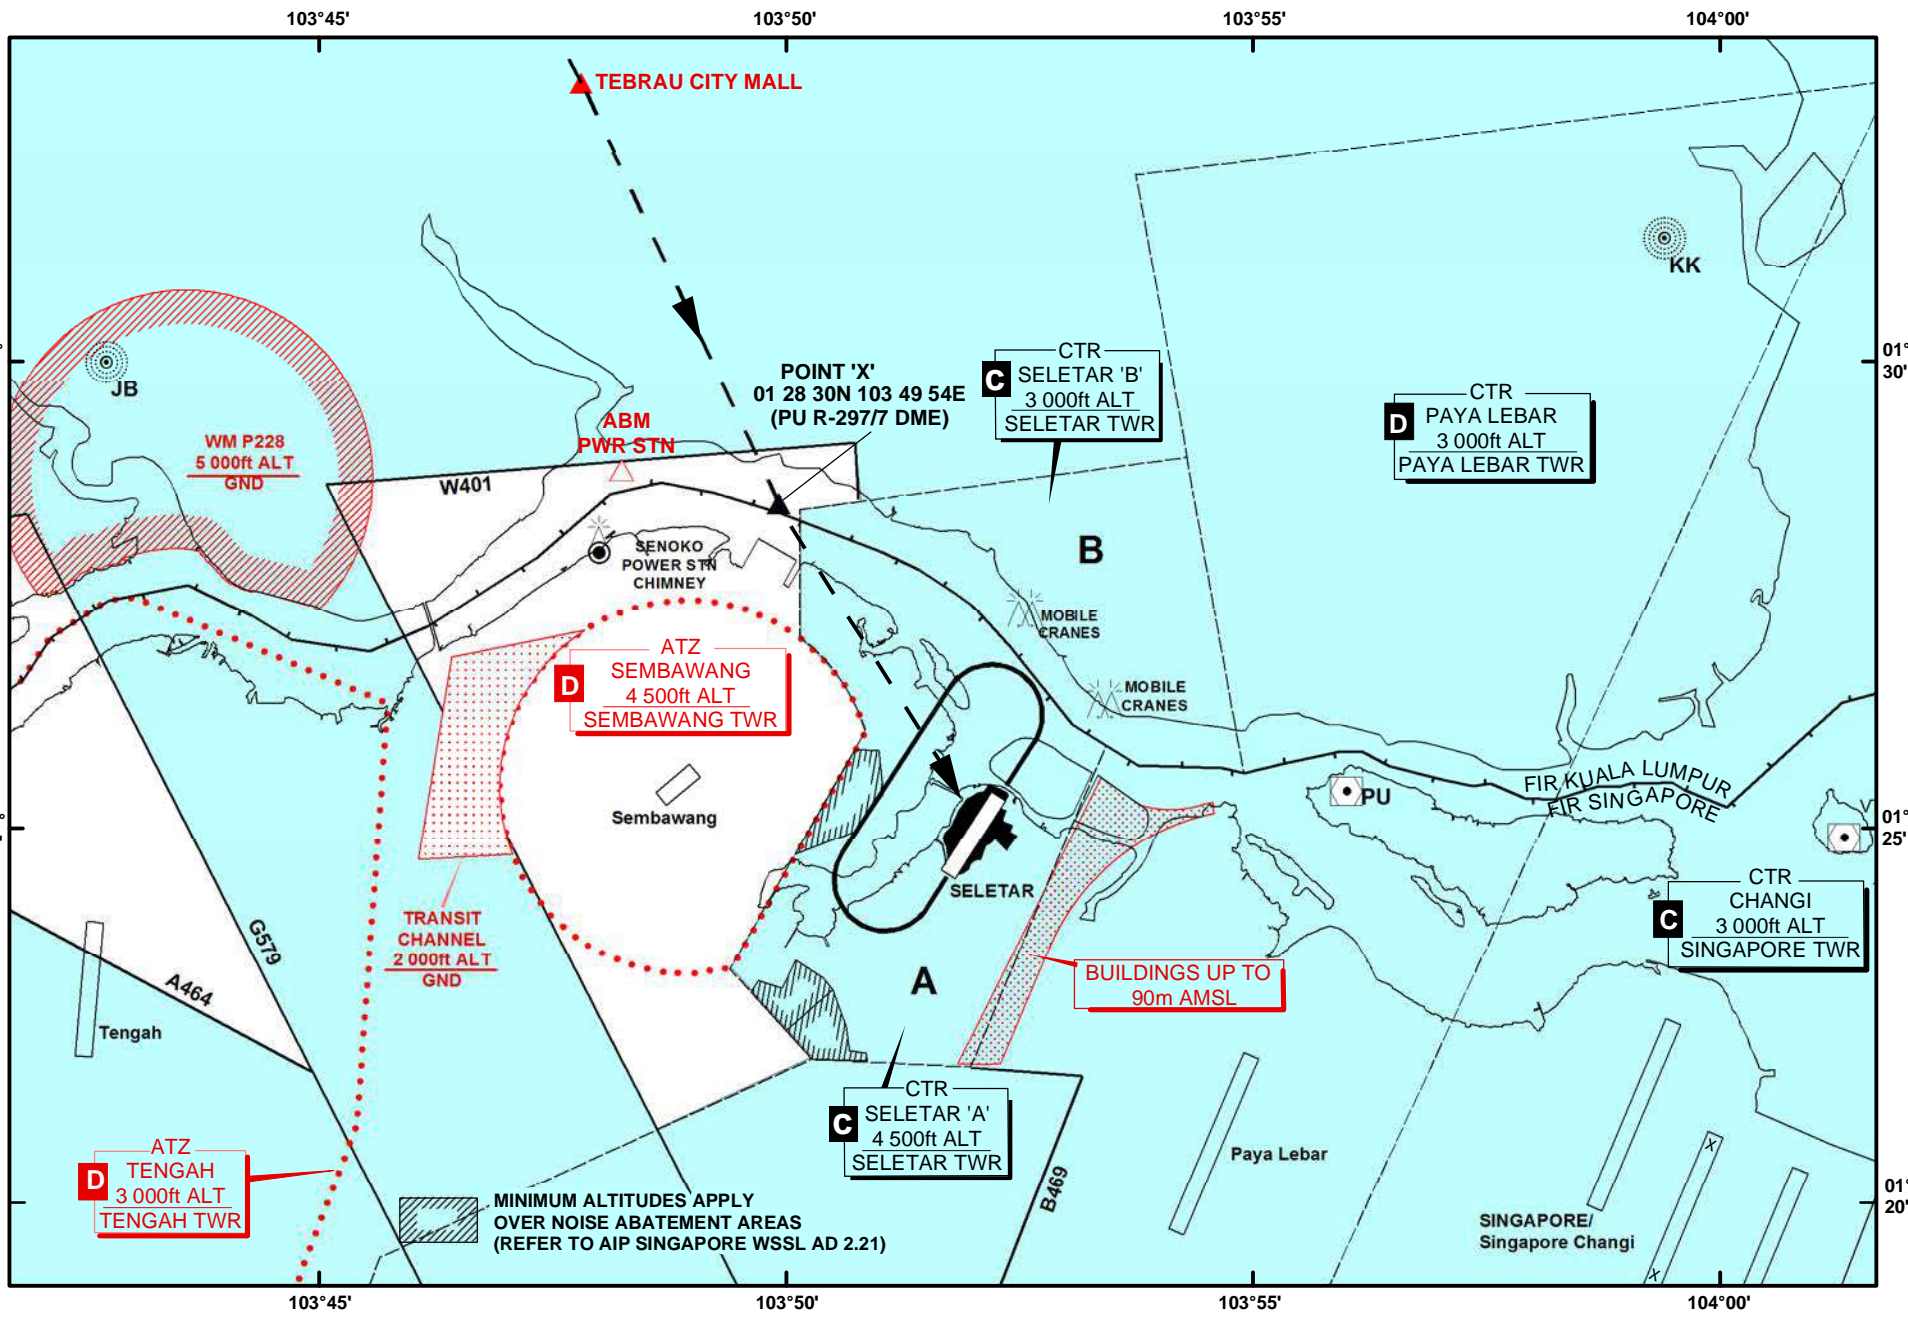 103°45'
103°50'
103°55'
104°00'
TEBRAU CITY MALL
KK
JB
WM P228
5 000ft ALT
GND
ABM
PWR STN
W401
POINT 'X'
01 28 30N 103 49 54E
(PU R-297/7 DME)
CTR
C
SELETAR 'B'
3 000ft ALT
SELETAR TWR
CTR
D
PAYA LEBAR
3 000ft ALT
PAYA LEBAR TWR
01°
30'
SENOKO
POWER STN
CHIMNEY
B
MOBILE
CRANES
MOBILE
CRANES
ATZ
D
SEMBAWANG
4 500ft ALT
SEMBAWANG TWR
Sembawang
FIR KUALA LUMPUR
FIR SINGAPORE
PU
V
01°
25'
SELETAR
CTR
C
CHANGI
3 000ft ALT
SINGAPORE TWR
TRANSIT
CHANNEL
2 000ft ALT
GND
G579
A464
Tengah
A
BUILDINGS UP TO
90m AMSL
CTR
C
SELETAR 'A'
4 500ft ALT
SELETAR TWR
B469
Paya Lebar
X
X
SINGAPORE/
Singapore Changi
ATZ
D
TENGAH
3 000ft ALT
TENGAH TWR
MINIMUM ALTITUDES APPLY
OVER NOISE ABATEMENT AREAS
(REFER TO AIP SINGAPORE WSSL AD 2.21)
01°
20'
103°45'
103°50'
103°55'
104°00'